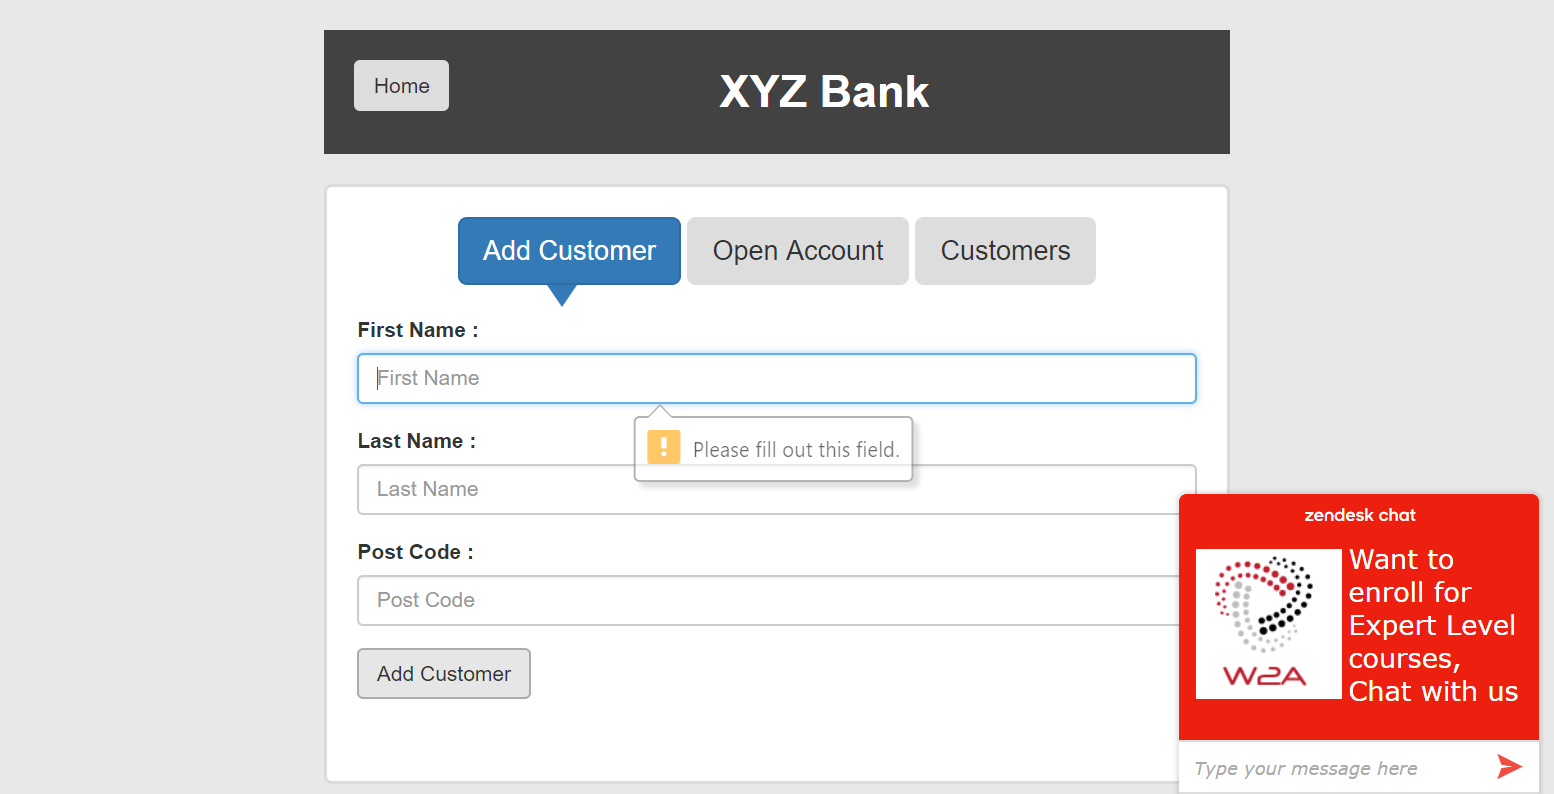 Home
XYZ Bank
Add Customer
Open Account
Customers
First Name :
First Name
Please fill out this field.
Last Name :
Last Name
Post Code :
Post Code
Add Customer
zendesk chat
W2A
Want to
enroll for
Expert Level
courses,
Chat with us
Type your message here